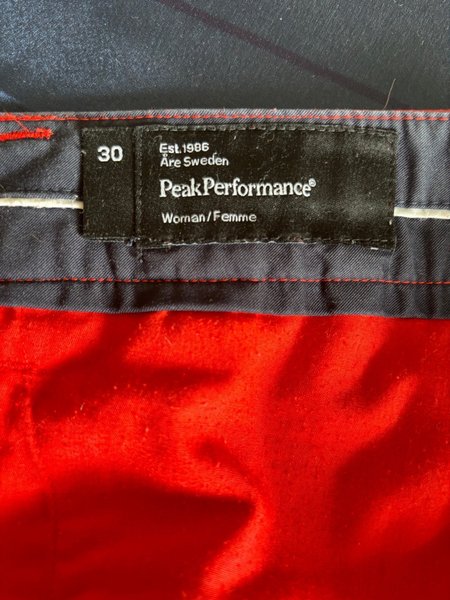 30
Est.1986
Åre Sweden
PeakPerformance®
Woman/Femme